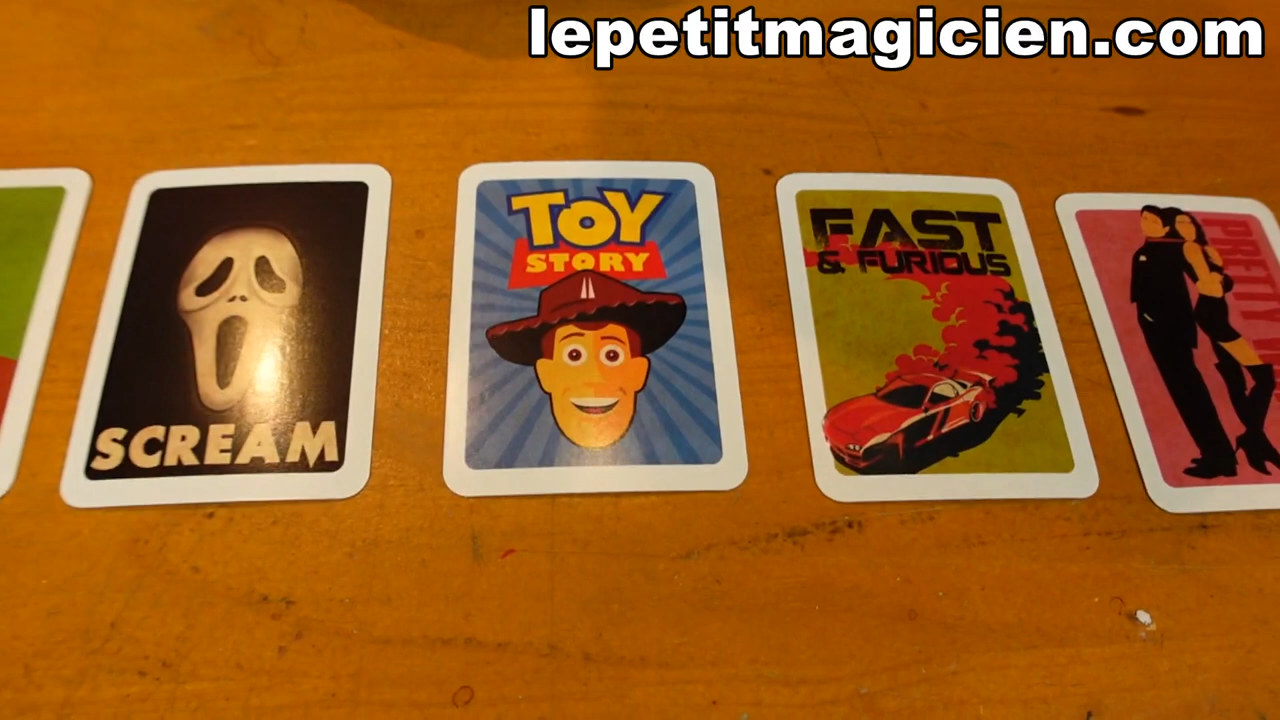 lepetitmagicien.com
SCREAM
TOY
STORY
FAST
& FURIOUS
PRETTY